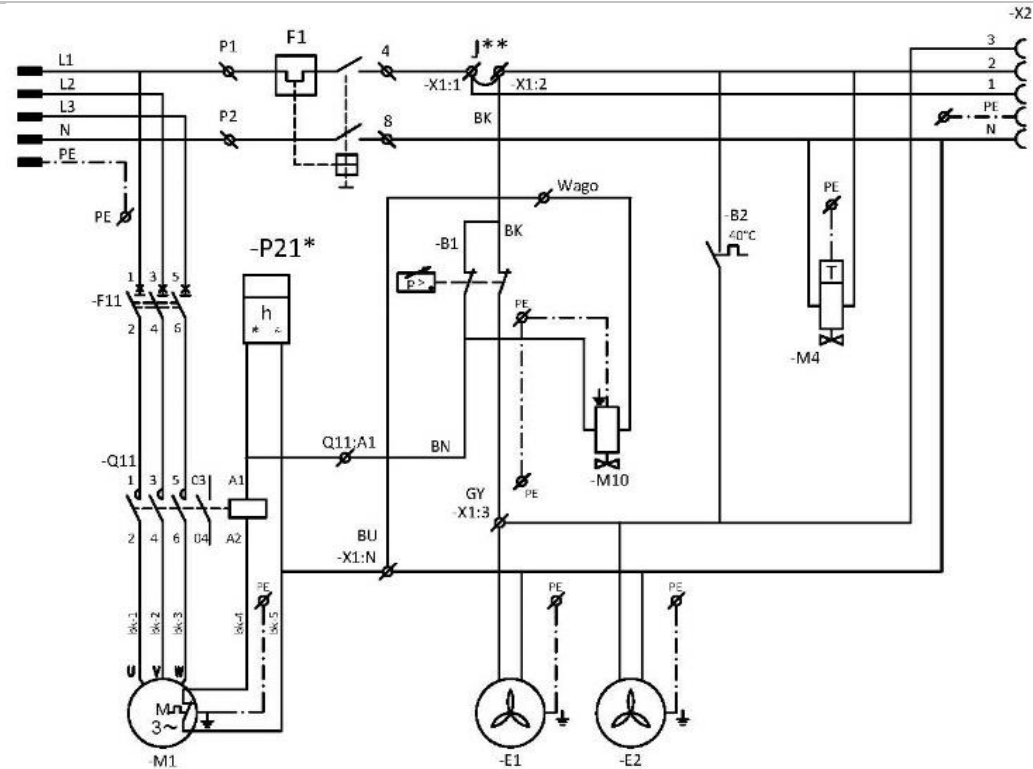 -X2
L1
P1
F1
4
J**
3
2
L2
-X1:1
-X1:2
1
L3
P2
8
BK
PE
N
N
PE
Wago
PE
PE
-B2
40°C
-P21*
-B1
BK
T
1 3 5
p>
-F11
h
PE
2 4 6
* ~
-M4
Q11:A1
BN
-Q11
-M10
1 3 5 03
A1
GY
PE
-X1:3
2 4 6 04
A2
BU
-X1:N
PE
PE
PE
bk-1
bk-2
bk-3
bk-4
bk-5
U V W
M
3~
-M1
-E1
-E2